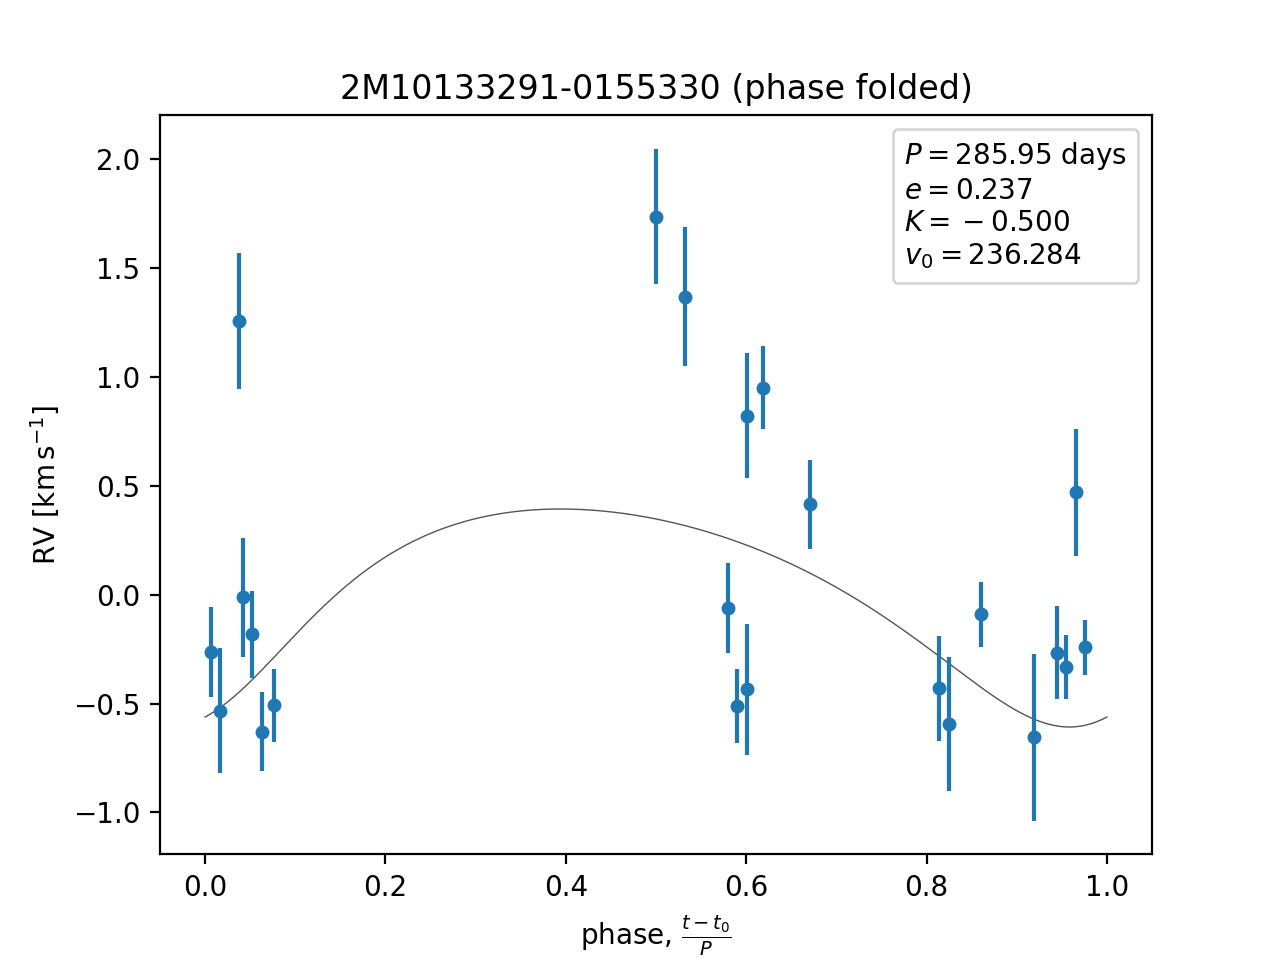 2M10133291-0155330 (phase folded)
P = 285.95 days
e = 0.237
K = −0.500
v₀ = 236.284
2.0
1.5
1.0
0.5
0.0
−0.5
−1.0
RV [km s⁻¹]
0.0 0.2 0.4 0.6 0.8 1.0
phase, (t − t₀)/P